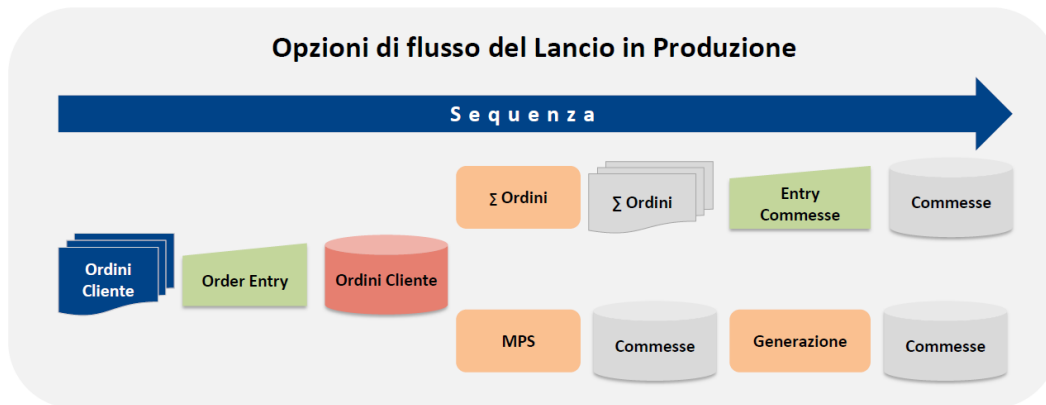 Opzioni di flusso del Lancio in Produzione
Sequenza
∑ Ordini
∑ Ordini
Entry
Commesse
Commesse
Ordini
Cliente
Order Entry
Ordini Cliente
MPS
Commesse
Generazione
Commesse